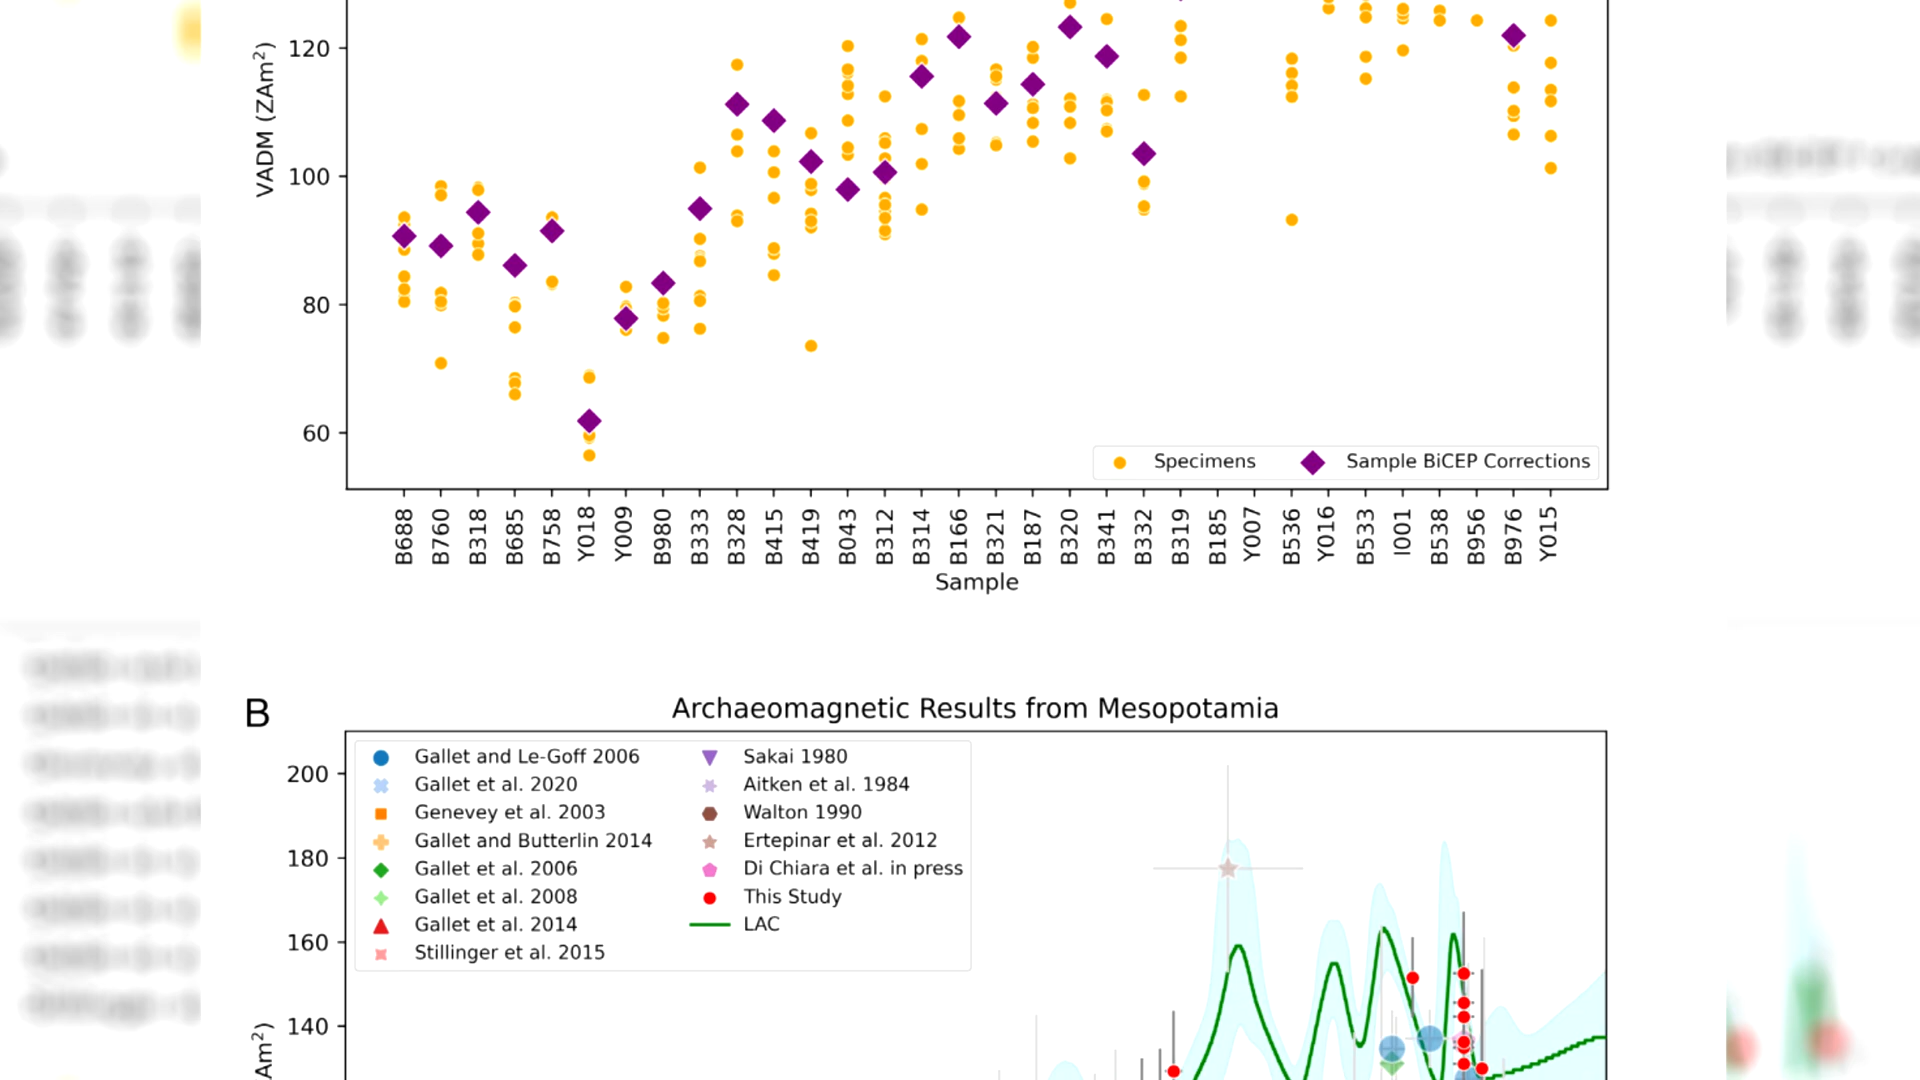 120
100
80
60
VADM (ZAm²)
Specimens
Sample BiCEP Corrections
B688 B760 B318 B685 B758 Y018 Y009 B980 B333 B328 B415 B419 B043 B312 B314 B166 B321 B187 B320 B341 B332 B319 B185 Y007 B536 Y016 B533 I001 B538 B956 B976 Y015
Sample
B
Archaeomagnetic Results from Mesopotamia
Gallet and Le-Goff 2006
Gallet et al. 2020
Genevey et al. 2003
Gallet and Butterlin 2014
Gallet et al. 2006
Gallet et al. 2008
Gallet et al. 2014
Stillinger et al. 2015
Sakai 1980
Aitken et al. 1984
Walton 1990
Ertepinar et al. 2012
Di Chiara et al. in press
This Study
LAC
200
180
160
140
Am²)